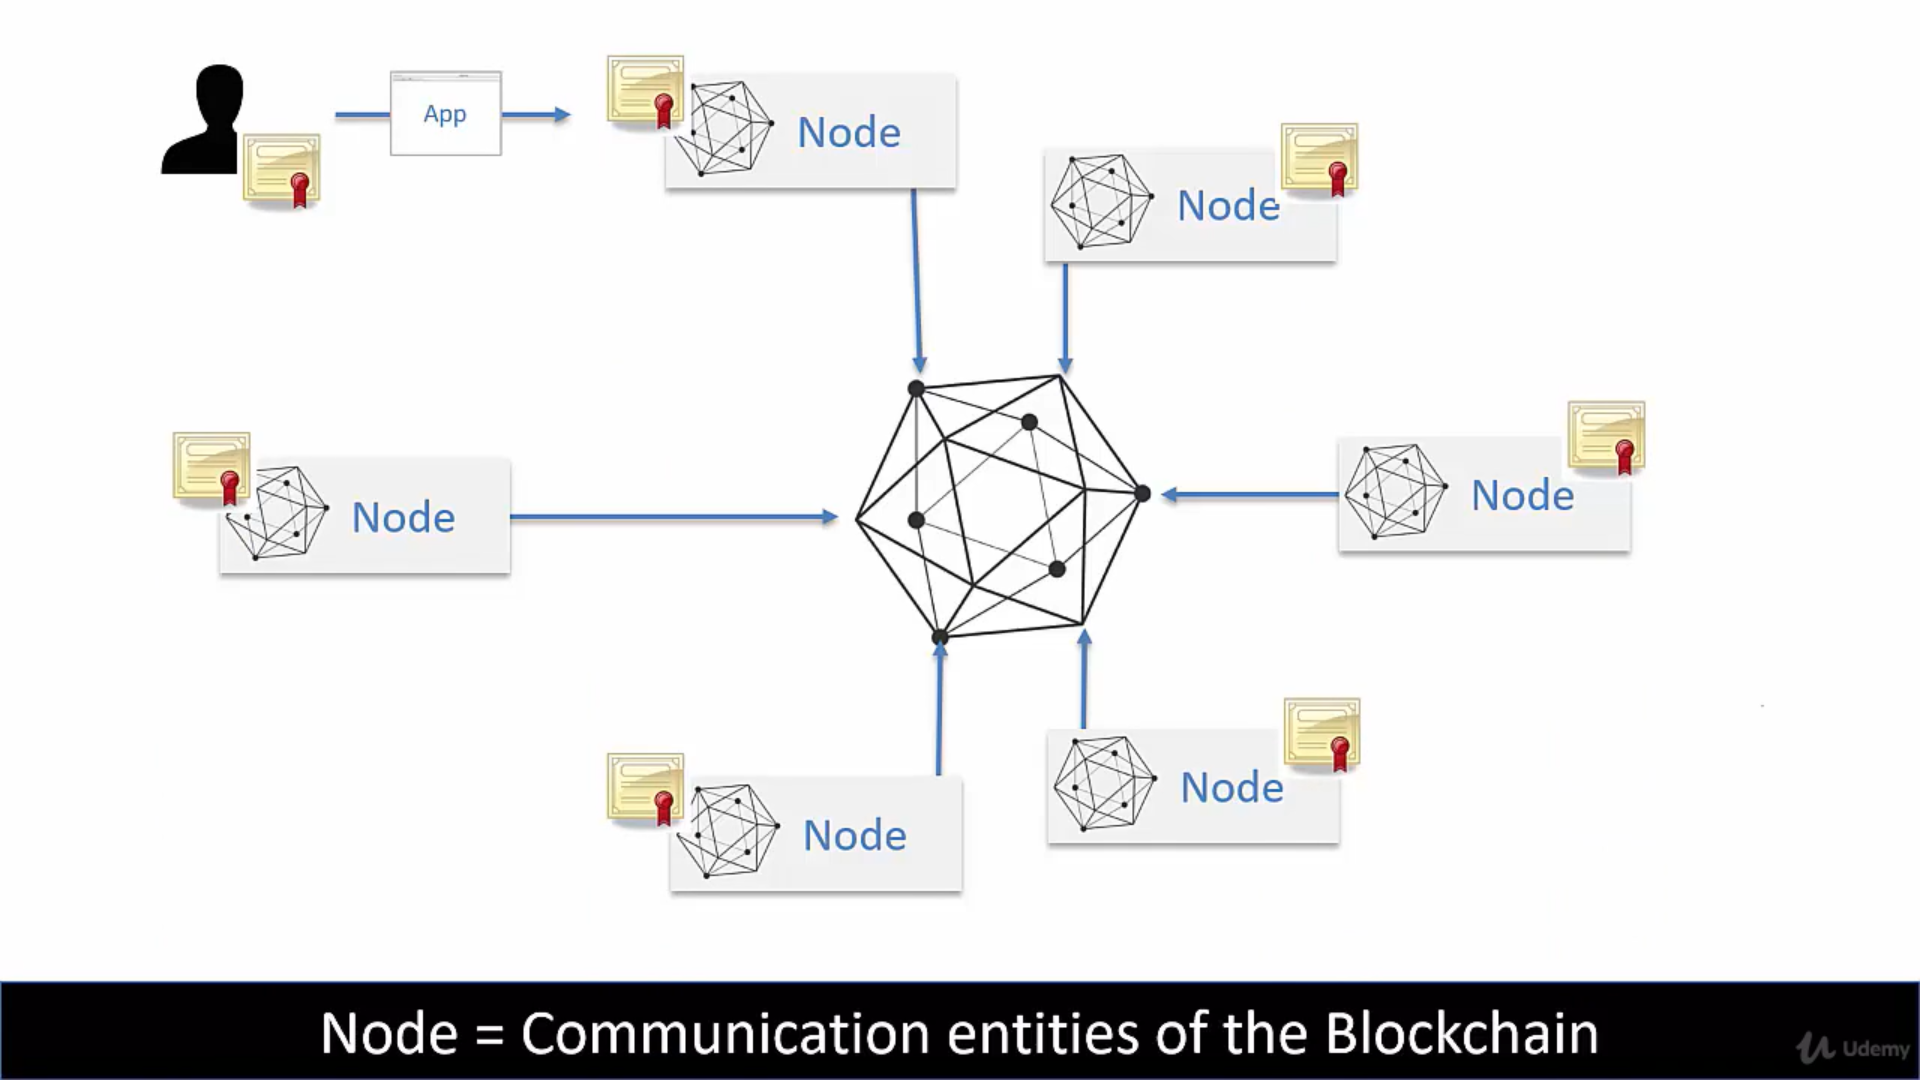 App
Node
Node
Node
Node
Node
Node
Node = Communication entities of the Blockchain
Udemy